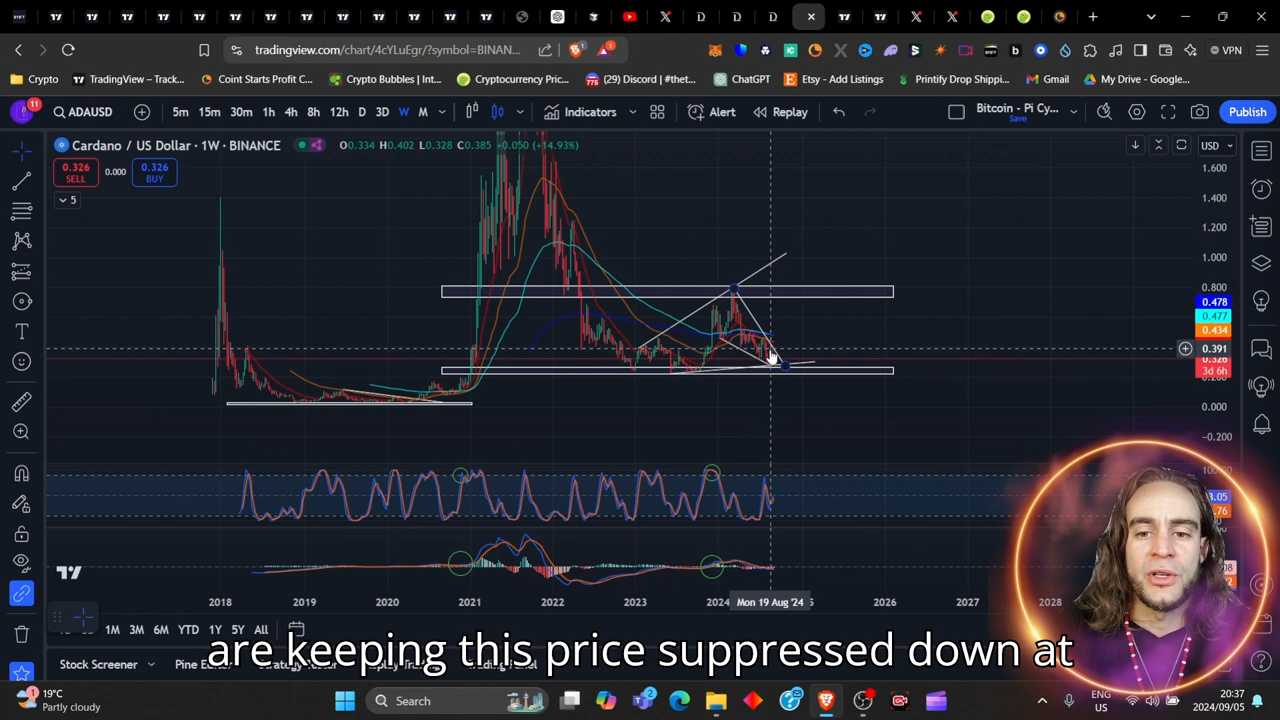 tradingview.com/chart/4cYLuEgr/?symbol=BINAN...
VPN
Crypto
TradingView – Track...
Coint Starts Profit C...
Crypto Bubbles | Int...
Cryptocurrency Pric...
(29) Discord | #thet...
ChatGPT
Etsy - Add Listings
Printify Drop Shippi...
Gmail
My Drive - Google...
11
ADAUSD
5m 15m 30m 1h 4h 8h 12h D 3D W M
Indicators
Alert
Replay
Bitcoin - Pi Cy...
Save
Publish
Cardano / US Dollar · 1W · BINANCE
O0.334 H0.402 L0.328 C0.385 +0.050 (+14.93%)
USD
0.326
SELL
0.000
0.326
BUY
5
1.600
1.400
1.200
1.000
0.800
0.478
0.477
0.434
0.391
3d 6h
0.000
-0.200
2018 2019 2020 2021 2022 2023 2024
Mon 19 Aug '24
2026 2027 2028
1M 3M 6M YTD 1Y 5Y All
are keeping this price suppressed down at
Stock Screener
19°C
Partly cloudy
Search
ENG
20:37
2024/09/05